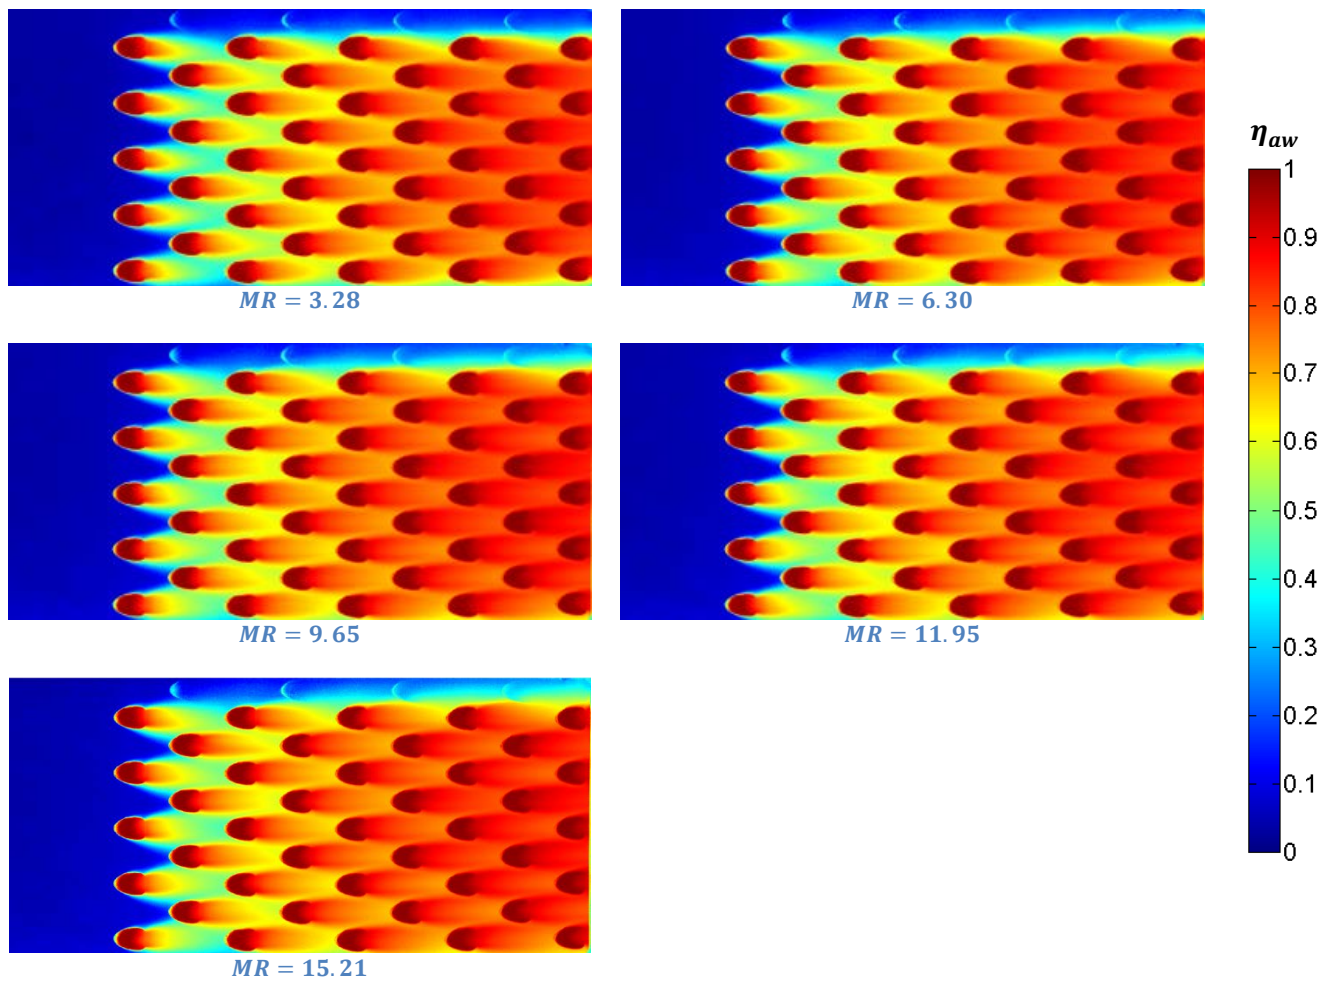 η_aw
1
0.9
0.8
0.7
0.6
0.5
0.4
0.3
0.2
0.1
0
MR = 3.28
MR = 6.30
MR = 9.65
MR = 11.95
MR = 15.21